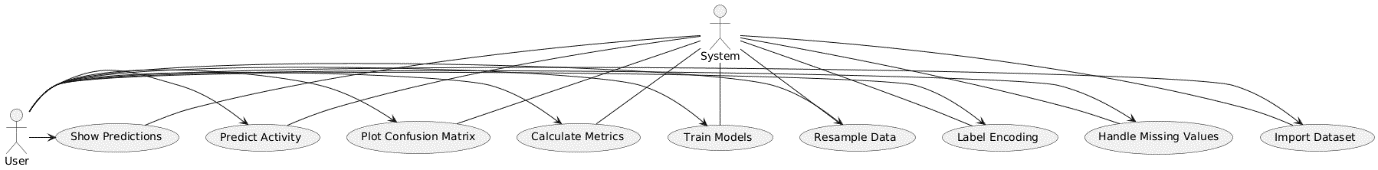 System
User
Show Predictions
Predict Activity
Plot Confusion Matrix
Calculate Metrics
Train Models
Resample Data
Label Encoding
Handle Missing Values
Import Dataset